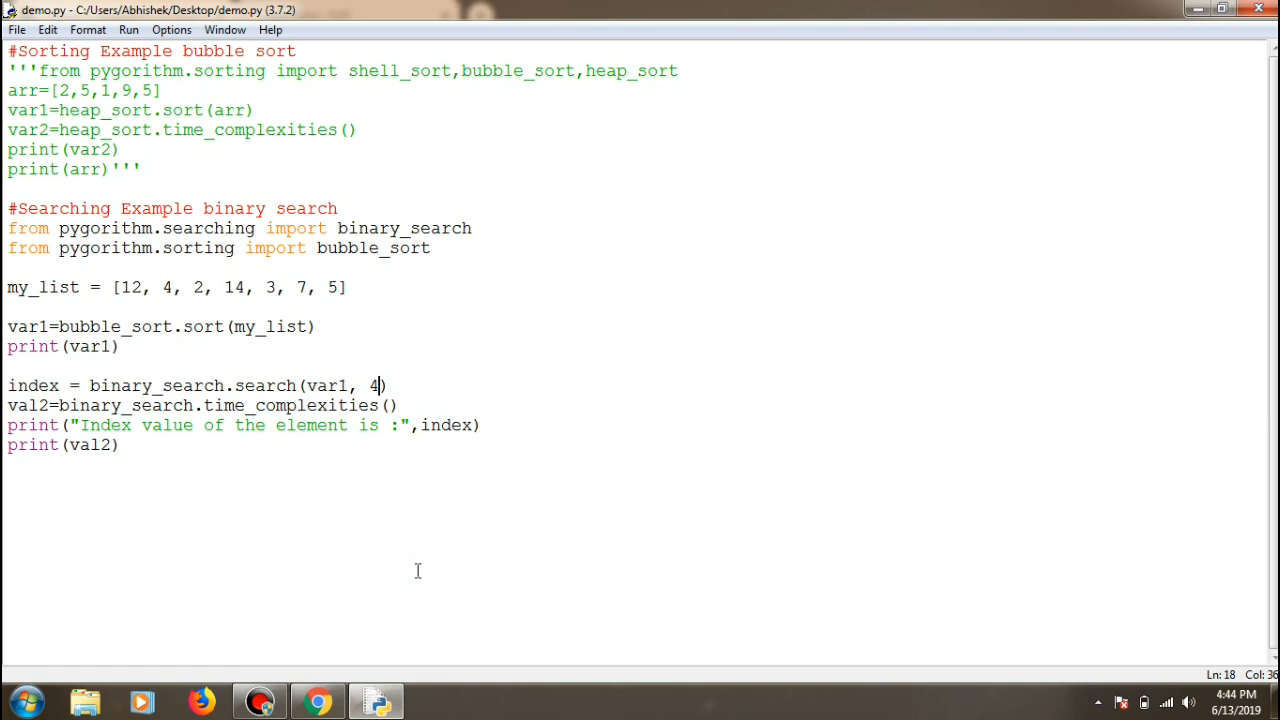 demo.py - C:/Users/Abhishek/Desktop/demo.py (3.7.2)
File Edit Format Run Options Window Help
#Sorting Example bubble sort
'''from pygorithm.sorting import shell_sort,bubble_sort,heap_sort
arr=[2,5,1,9,5]
var1=heap_sort.sort(arr)
var2=heap_sort.time_complexities()
print(var2)
print(arr)'''
#Searching Example binary search
from pygorithm.searching import binary_search
from pygorithm.sorting import bubble_sort
my_list = [12, 4, 2, 14, 3, 7, 5]
var1=bubble_sort.sort(my_list)
print(var1)
index = binary_search.search(var1, 4)
val2=binary_search.time_complexities()
print("Index value of the element is :",index)
print(val2)
Ln: 18 Col: 36
4:44 PM
6/13/2019